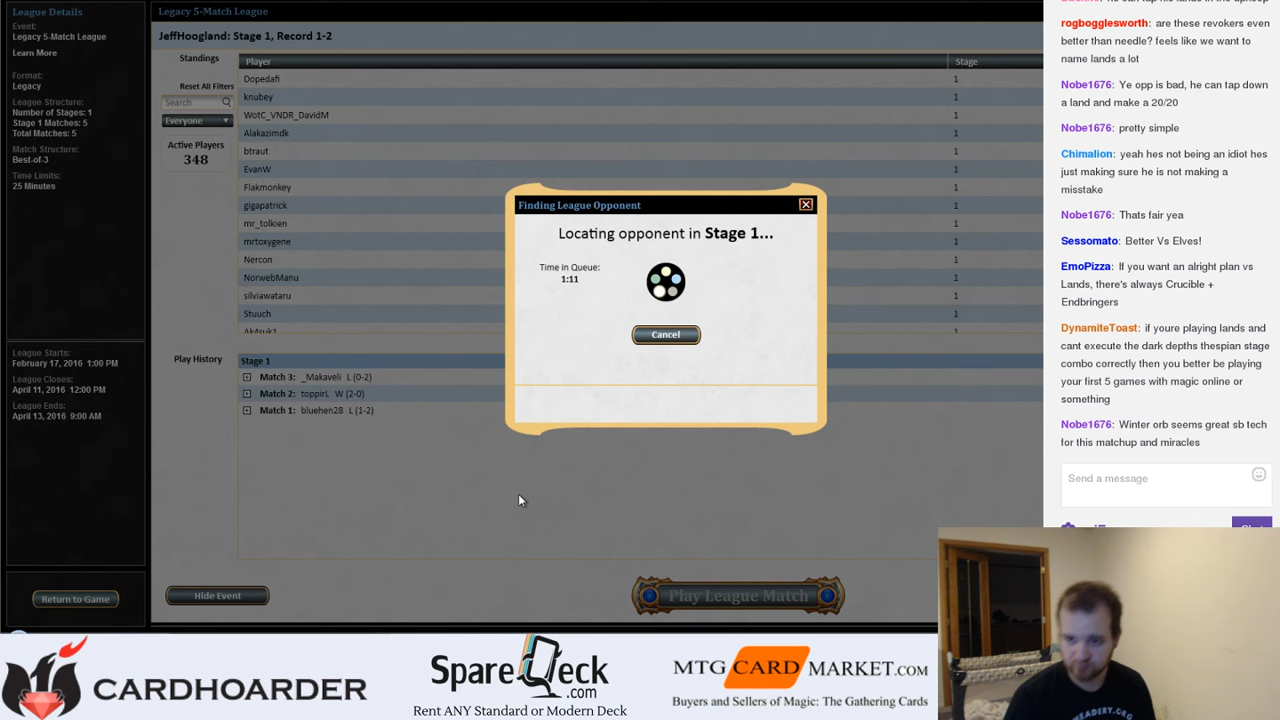 League Details
Event:
Legacy 5-Match League
Learn More
Format:
Legacy
League Structure:
Number of Stages: 1
Stage 1 Matches: 5
Total Matches: 5
Match Structure:
Best-of-3
Time Limits:
25 Minutes
League Starts:
February 17, 2016 1:00 PM
League Closes:
April 11, 2016 12:00 PM
League Ends:
April 13, 2016 9:00 AM
Return to Game
Legacy 5-Match League
JeffHoogland: Stage 1, Record 1-2
Standings
Reset All Filters
Search
Everyone
Active Players
348
Player Stage
Dopedafi 1
knubey 1
WotC_VNDR_DavidM 1
Alakazimdk 1
btraut 1
EvanW 1
Flakmonkey 1
gigapatrick 1
mr_tolkien 1
mrtoxygene 1
Nercon 1
NorwebManu 1
silviawataru 1
Stuuch 1
Play History
Stage 1
Match 3: _Makaveli L (0-2)
Match 2: toppirL W (2-0)
Match 1: bluehen28 L (1-2)
Hide Event
Play League Match
Finding League Opponent
Locating opponent in Stage 1...
Time in Queue:
1:11
Cancel
rogbogglesworth: are these revokers even
better than needle? feels like we want to
name lands a lot
Nobe1676: Ye opp is bad, he can tap down
a land and make a 20/20
Nobe1676: pretty simple
Chimalion: yeah hes not being an idiot hes
just making sure he is not making a
misstake
Nobe1676: Thats fair yea
Sessomato: Better Vs Elves!
EmoPizza: If you want an alright plan vs
Lands, there's always Crucible +
Endbringers
DynamiteToast: if youre playing lands and
cant execute the dark depths thespian stage
combo correctly then you better be playing
your first 5 games with magic online or
something
Nobe1676: Winter orb seems great sb tech
for this matchup and miracles
Send a message
CARDHOARDER
SpareDeck
.com
Rent ANY Standard or Modern Deck
MTG CARD MARKET.COM
Buyers and Sellers of Magic: The Gathering Cards